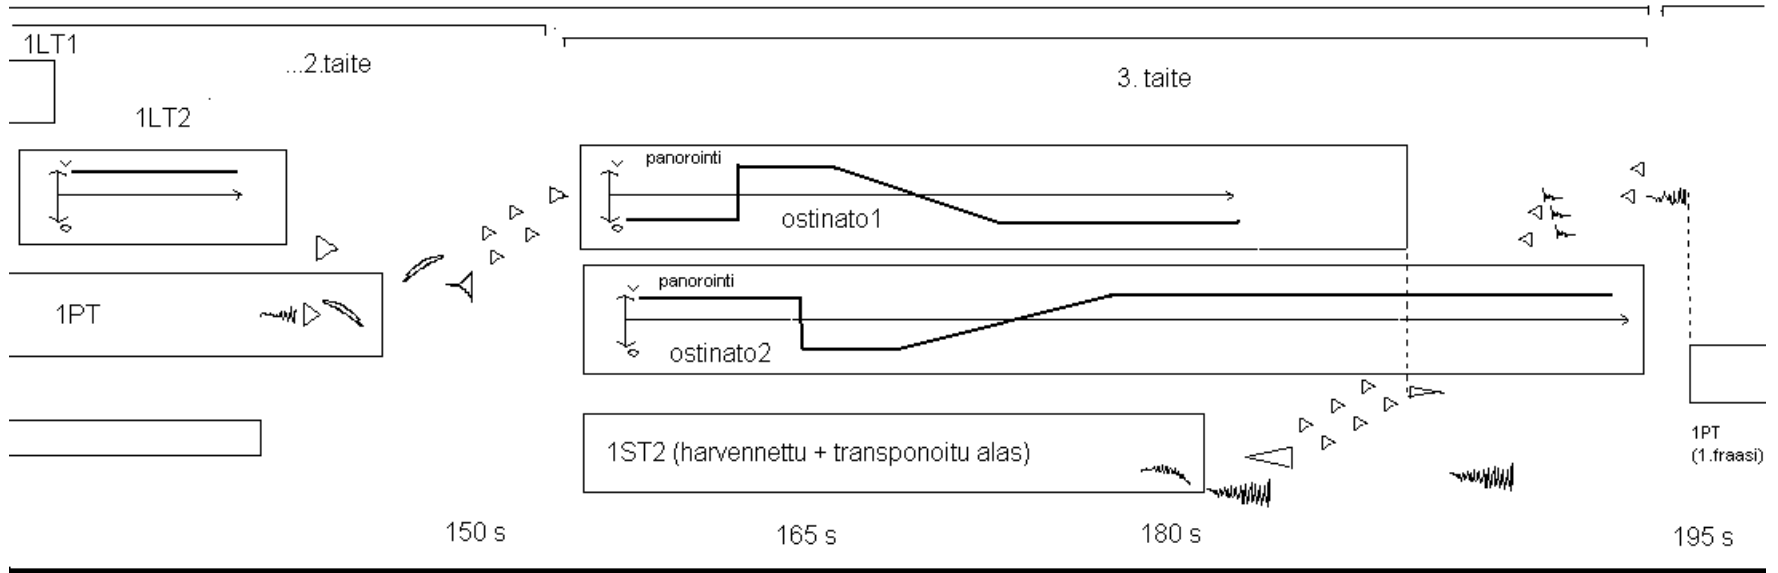 1LT1
...2.taite
3. taite
1LT2
panorointi
ostinato1
panorointi
1PT
ostinato2
1ST2 (harvennettu + transponoitu alas)
1PT
(1.fraasi)
150 s
165 s
180 s
195 s